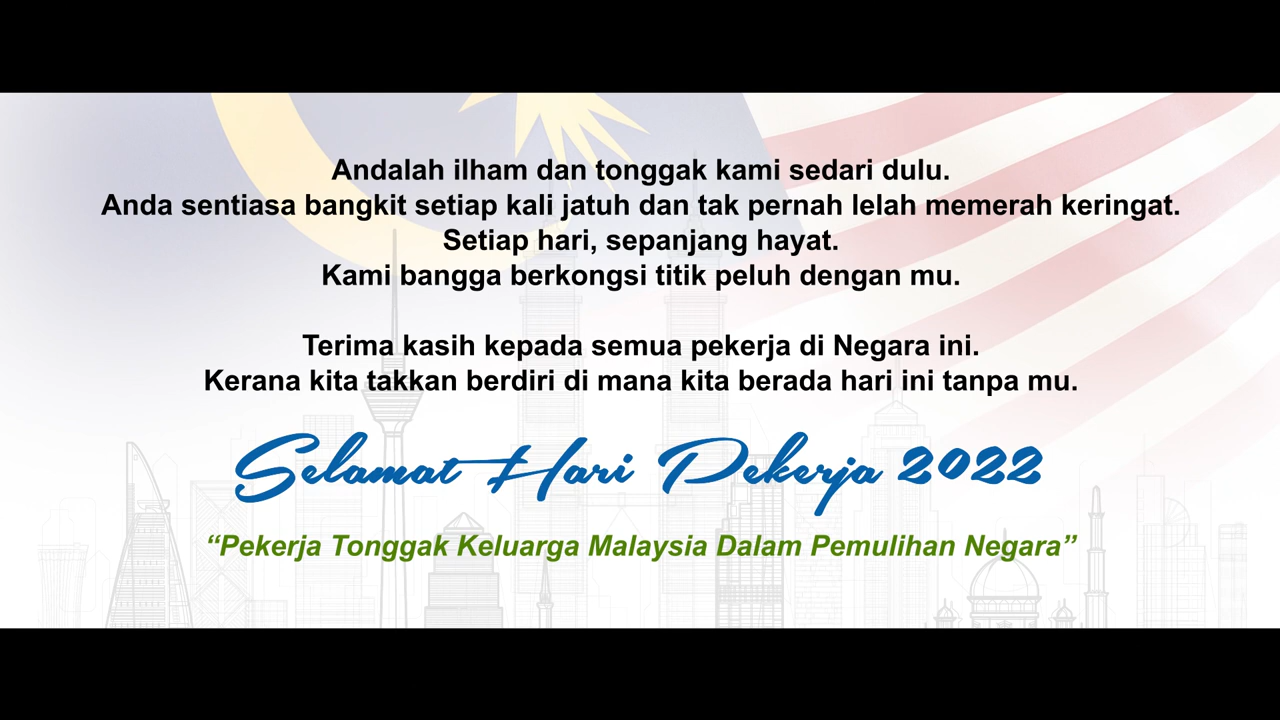 Andalah ilham dan tonggak kami sedari dulu.
Anda sentiasa bangkit setiap kali jatuh dan tak pernah lelah memerah keringat.
Setiap hari, sepanjang hayat.
Kami bangga berkongsi titik peluh dengan mu.
Terima kasih kepada semua pekerja di Negara ini.
Kerana kita takkan berdiri di mana kita berada hari ini tanpa mu.
Selamat Hari Pekerja 2022
“Pekerja Tonggak Keluarga Malaysia Dalam Pemulihan Negara”